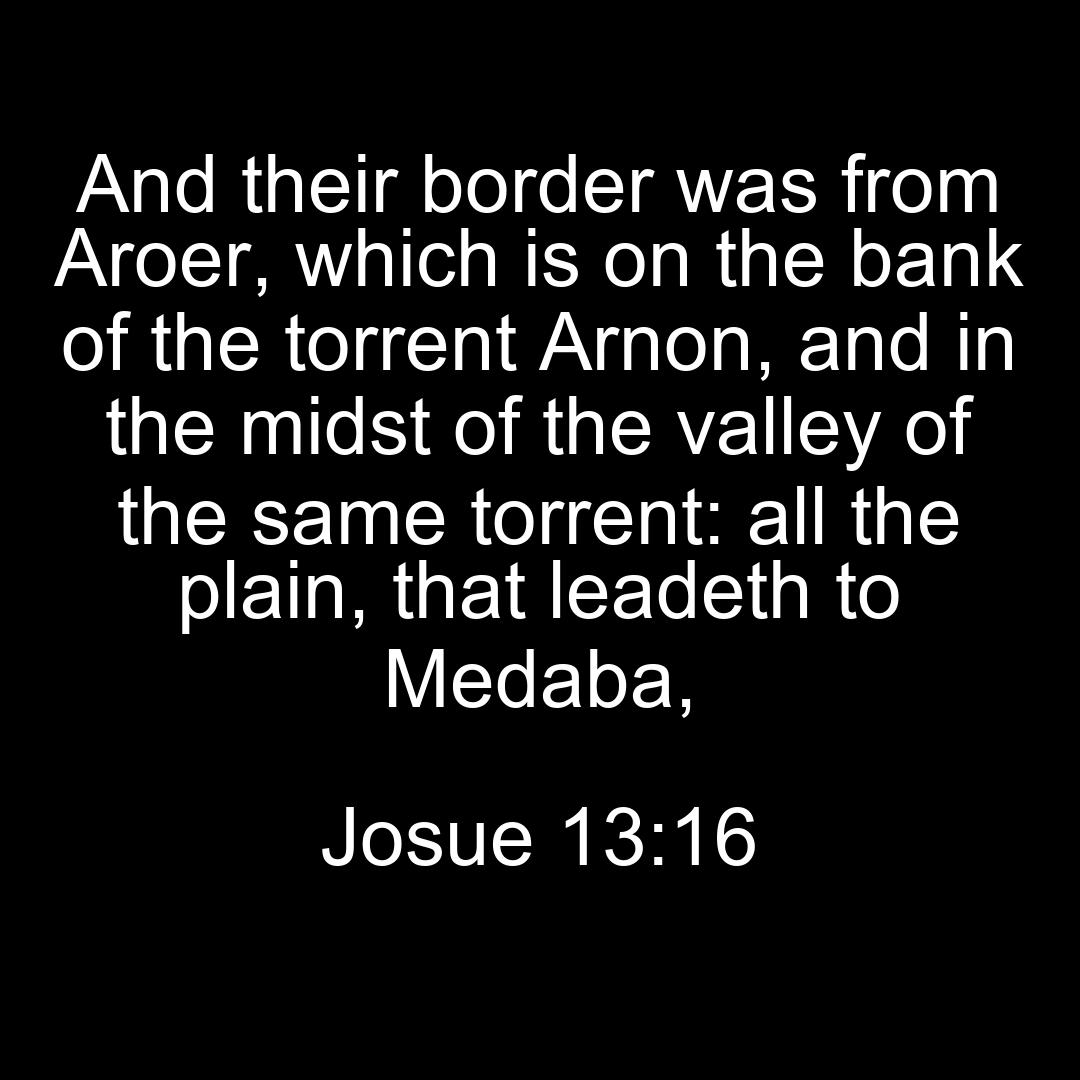 And their border was from
Aroer, which is on the bank
of the torrent Arnon, and in
the midst of the valley of
the same torrent: all the
plain, that leadeth to
Medaba,
Josue 13:16